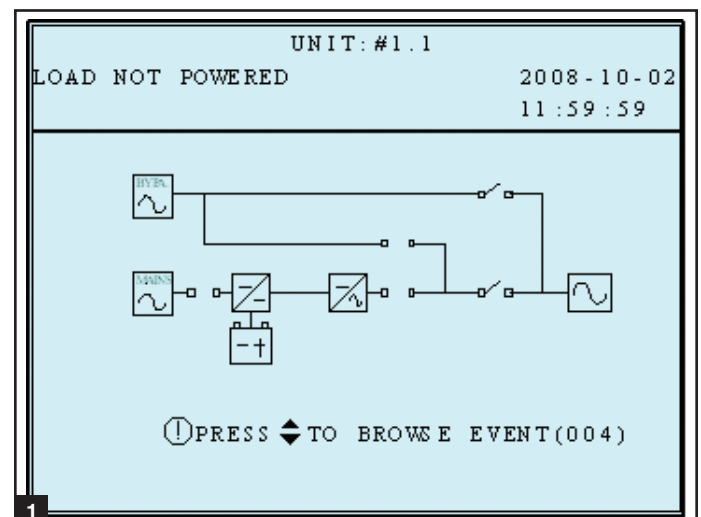 UNIT:#1.1
LOAD NOT POWERED 2008-10-02
11:59:59
BYPA.
MAINS
PRESS TO BROWSE EVENT(004)
1